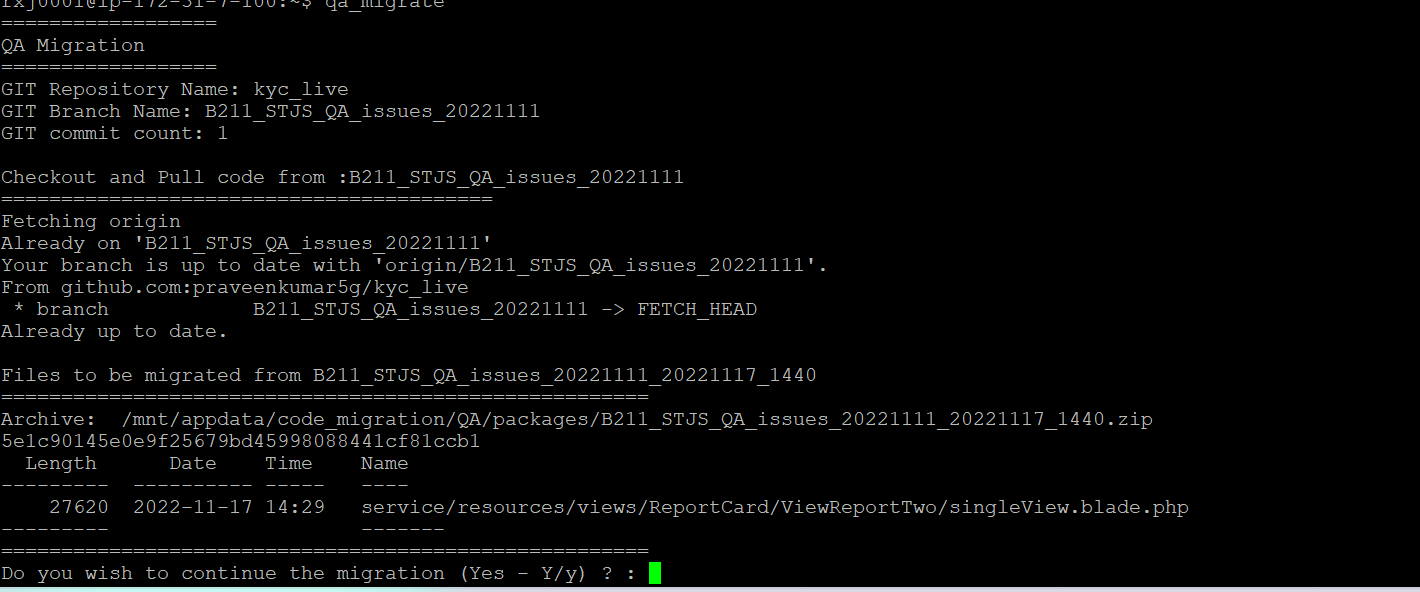 rxj0001@ip-172-31-7-100:~$ qa_migrate
==================
QA Migration
==================
GIT Repository Name: kyc_live
GIT Branch Name: B211_STJS_QA_issues_20221111
GIT commit count: 1
Checkout and Pull code from :B211_STJS_QA_issues_20221111
=========================================
Fetching origin
Already on 'B211_STJS_QA_issues_20221111'
Your branch is up to date with 'origin/B211_STJS_QA_issues_20221111'.
From github.com:praveenkumar5g/kyc_live
 * branch            B211_STJS_QA_issues_20221111 -> FETCH_HEAD
Already up to date.
Files to be migrated from B211_STJS_QA_issues_20221111_20221117_1440
======================================================
Archive:  /mnt/appdata/code_migration/QA/packages/B211_STJS_QA_issues_20221111_20221117_1440.zip
5e1c90145e0e9f25679bd45998088441cf81ccb1
  Length      Date    Time    Name
---------  ---------- -----   ----
    27620  2022-11-17 14:29   service/resources/views/ReportCard/ViewReportTwo/singleView.blade.php
---------                     -------
======================================================
Do you wish to continue the migration (Yes - Y/y) ? :